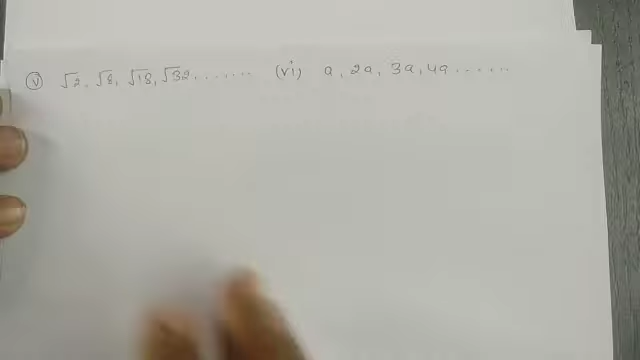 (v) √2, √8, √18, √32, ....... (vi) a, 2a, 3a, 4a ......